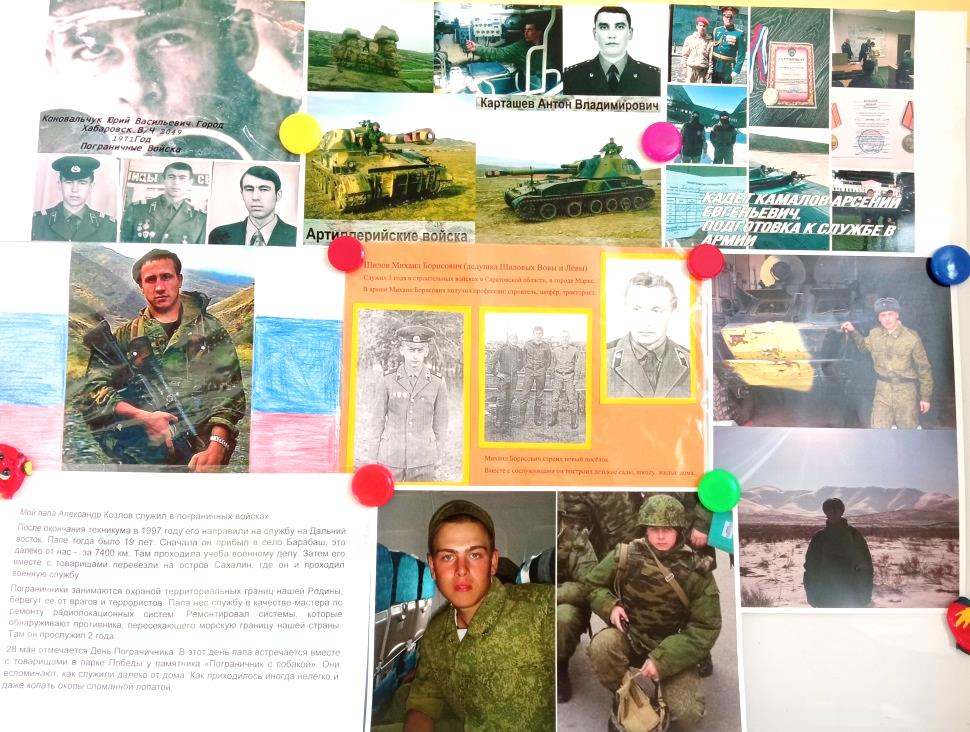 Коновальчук Юрий Васильевич.Город
Хабаровск.В/Ч 2049
1971Год
Пограничные Войска
Карташев Антон Владимирович
Артиллерийские войска
КАДЕТ КАМАЛОВ АРСЕНИЙ
ЕВГЕНЬЕВИЧ.
ПОДГОТОВКА К СЛУЖБЕ В
АРМИИ
Шилов Михаил Борисович (дедушка Шиловых Вовы и Лёвы)
Служил 3 года в строительных войсках в Саратовской области, в городе Маркс.
В армии Михаил Борисович получил профессии: строитель, шофёр, тракторист.
Михаил Борисович строил новый посёлок.
Вместе с сослуживцами он построил детские сады, школу, жилые дома.
Мой папа Александр Козлов служил в пограничных войсках.
После окончания техникума в 1997 году его направили на службу на Дальний
восток. Папе тогда было 19 лет. Сначала он прибыл в село Барабаш, это
далеко от нас - за 7400 км. Там проходила учеба военному делу. Затем его
вместе с товарищами перевезли на остров Сахалин, где он и проходил
военную службу.
Пограничники занимаются охраной территориальных границ нашей Родины,
берегут ее от врагов и террористов. Папа нес службу в качестве мастера по
ремонту радиолокационных систем. Ремонтировал системы, которые
обнаруживают противника, пересекающего морскую границу нашей страны.
Там он прослужил 2 года.
28 мая отмечается День Пограничника. В этот день папа встречается вместе
с товарищами в парке Победы у памятника «Пограничник с собакой». Они
вспоминают, как служили далеко от дома. Как приходилось иногда нелегко и
даже копать окопы сломанной лопатой.